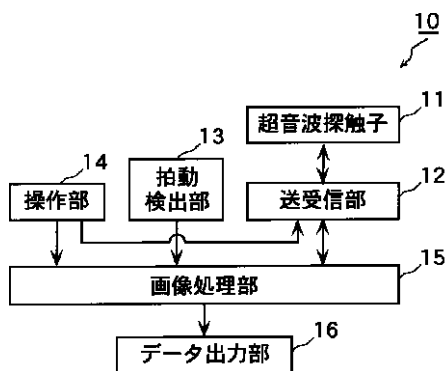 10
11
超音波探触子
13
14
拍動
検出部
12
操作部
送受信部
15
画像処理部
16
データ出力部